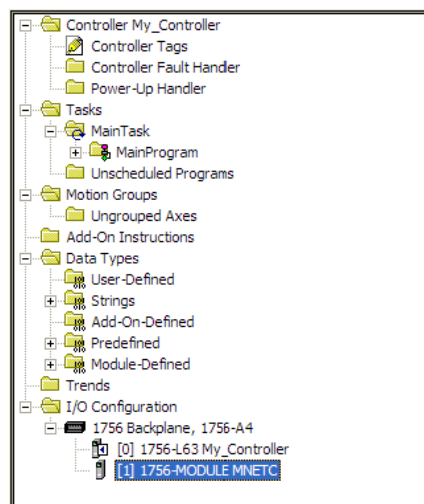 Controller My_Controller
Controller Tags
Controller Fault Handler
Power-Up Handler
Tasks
MainTask
MainProgram
Unscheduled Programs
Motion Groups
Ungrouped Axes
Add-On Instructions
Data Types
User-Defined
Strings
Add-On-Defined
Predefined
Module-Defined
Trends
I/O Configuration
1756 Backplane, 1756-A4
[0] 1756-L63 My_Controller
[1] 1756-MODULE MNETC